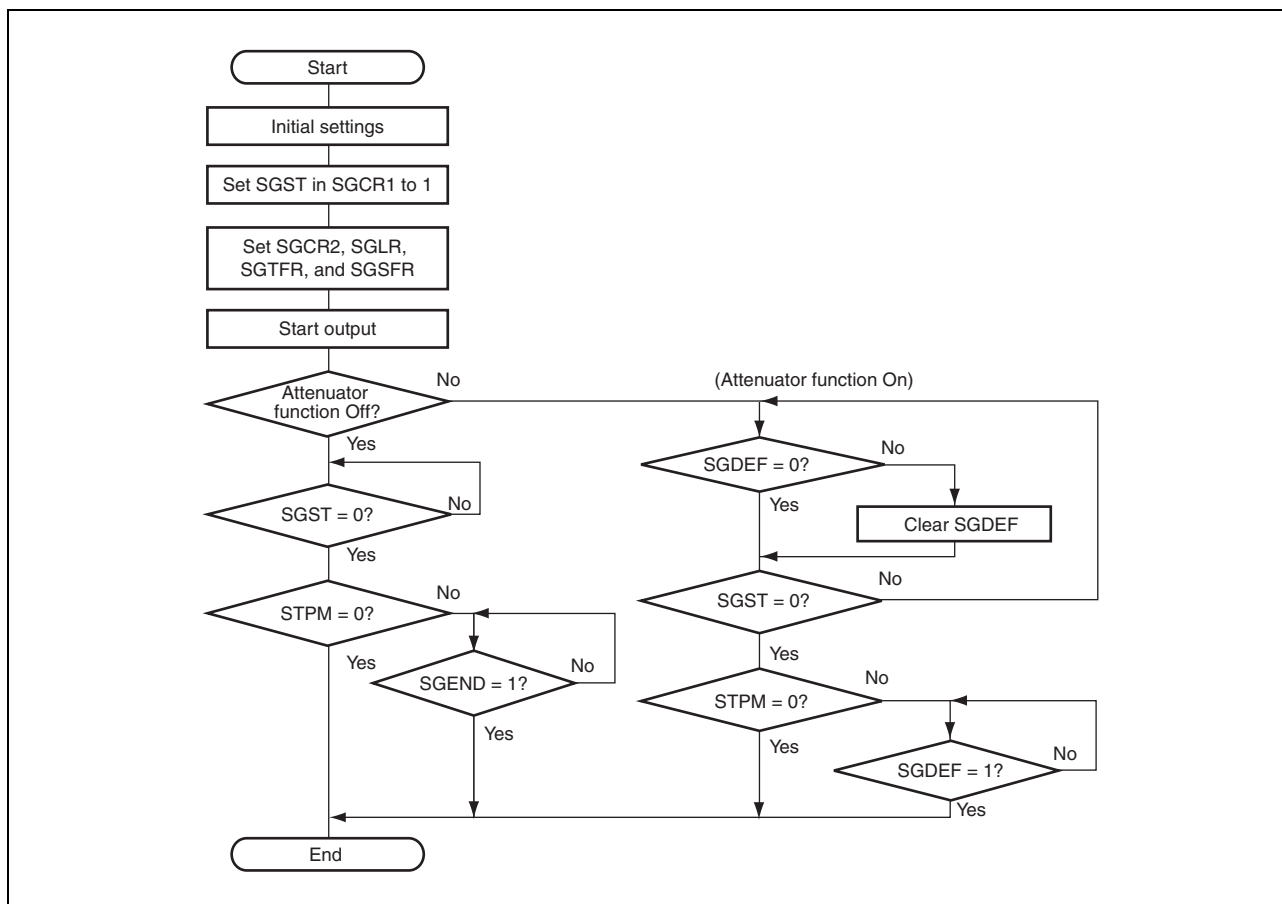 Start
Initial settings
Set SGST in SGCR1 to 1
Set SGCR2, SGLR,
SGTFR, and SGSFR
Start output
Attenuator
function Off?
No
Yes
SGST = 0?
No
Yes
STPM = 0?
No
Yes
SGEND = 1?
No
Yes
(Attenuator function On)
SGDEF = 0?
No
Yes
Clear SGDEF
SGST = 0?
No
Yes
STPM = 0?
No
Yes
SGDEF = 1?
No
Yes
End